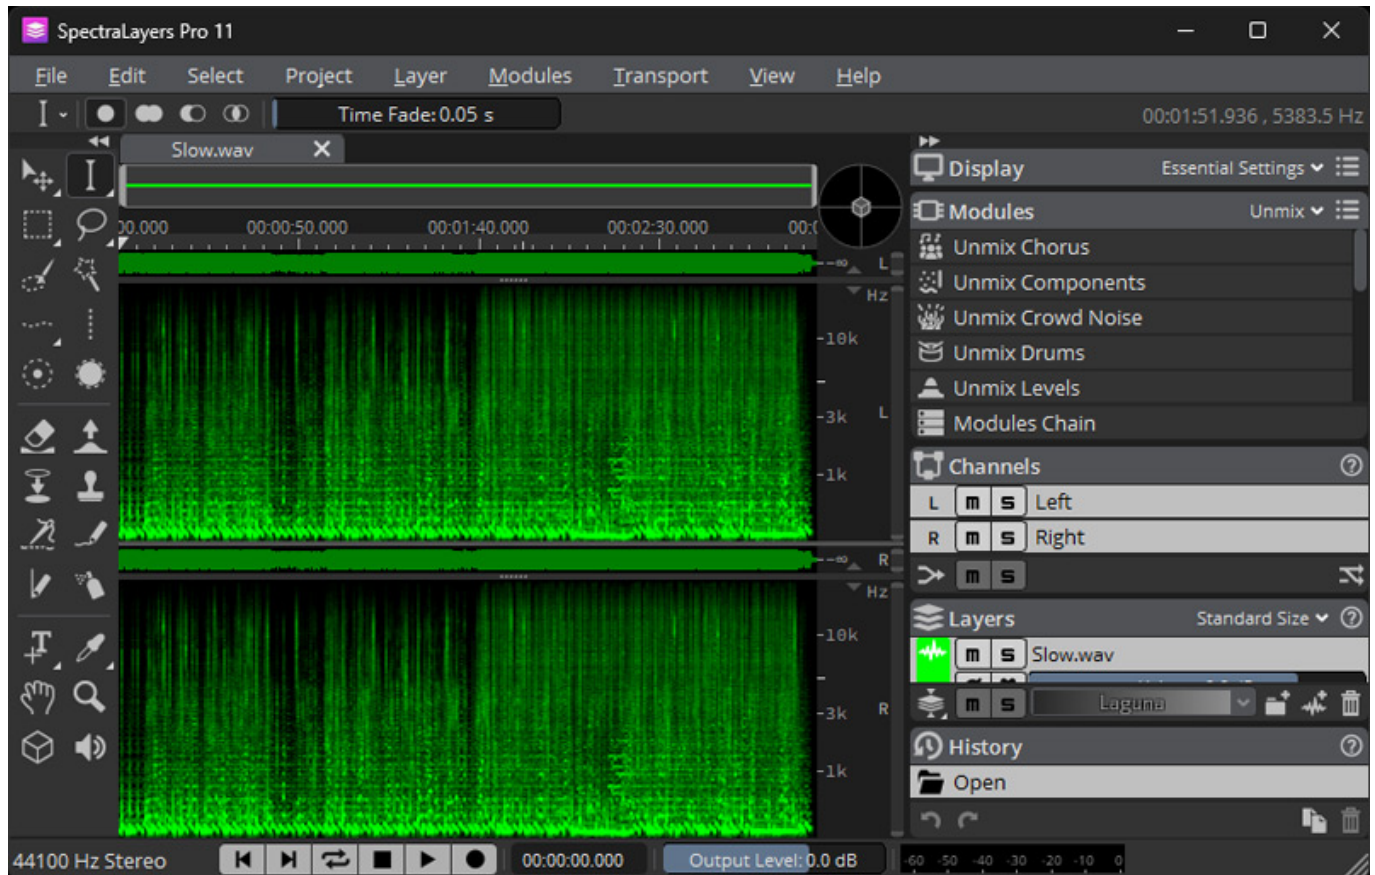 SpectraLayers Pro 11
File Edit Select Project Layer Modules Transport View Help
Time Fade: 0.05 s
00:01:51.936 , 5383.5 Hz
Slow.wav
00:00:50.000 00:01:40.000 00:02:30.000
-∞ L
Hz
10k
3k
L
1k
-∞ R
Hz
10k
3k
R
1k
Display Essential Settings
Modules Unmix
Unmix Chorus
Unmix Components
Unmix Crowd Noise
Unmix Drums
Unmix Levels
Modules Chain
Channels
L m s Left
R m s Right
m s
Layers Standard Size
m s Slow.wav
m s Laguna
History
Open
44100 Hz Stereo
00:00:00.000
Output Level: 0.0 dB
-60 -50 -40 -30 -20 -10 0